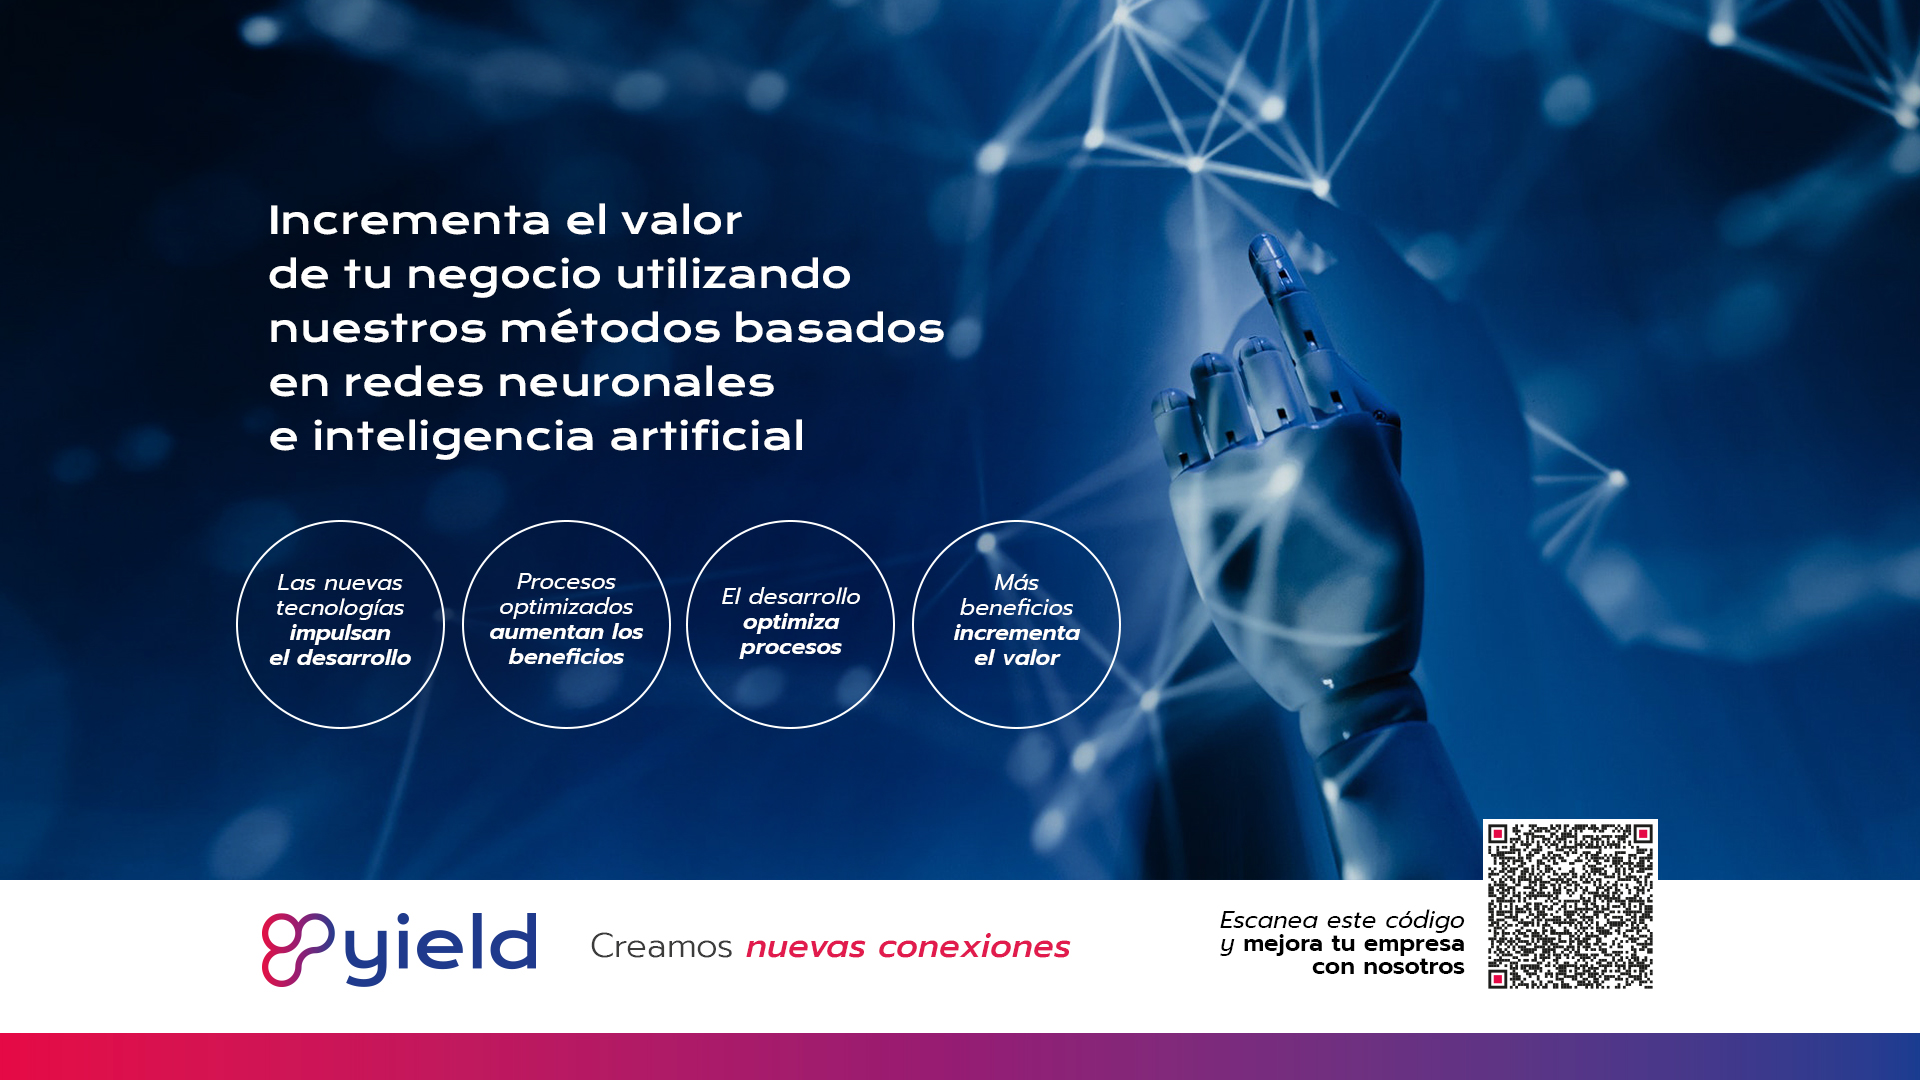 Incrementa el valor
de tu negocio utilizando
nuestros métodos basados
en redes neuronales
e inteligencia artificial
Las nuevas
tecnologías
impulsan
el desarrollo
Procesos
optimizados
aumentan los
beneficios
El desarrollo
optimiza
procesos
Más
beneficios
incrementa
el valor
yield
Creamos nuevas conexiones
Escanea este código
y mejora tu empresa
con nosotros